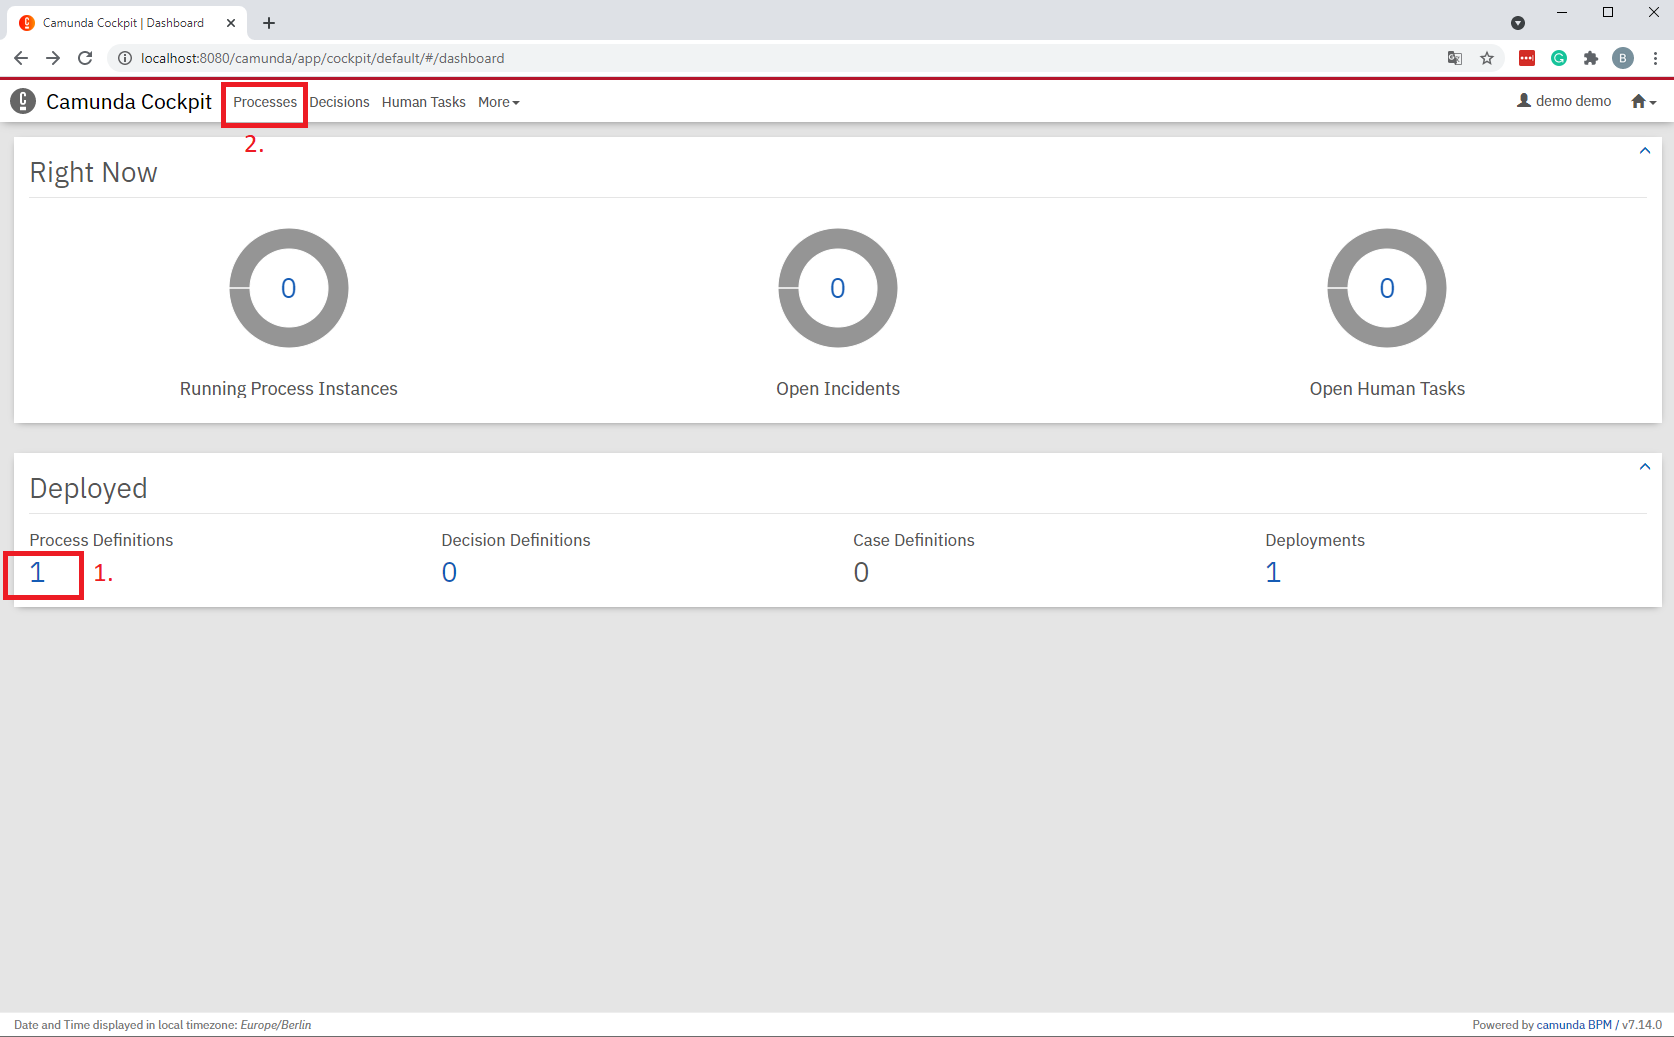 Camunda Cockpit | Dashboard
localhost:8080/camunda/app/cockpit/default/#/dashboard
B
Camunda Cockpit Processes Decisions Human Tasks More demo demo
2.
Right Now
0 0 0
Running Process Instances Open Incidents Open Human Tasks
Deployed
Process Definitions Decision Definitions Case Definitions Deployments
1 1. 0 0 1
Date and Time displayed in local timezone: Europe/Berlin Powered by camunda BPM / v7.14.0